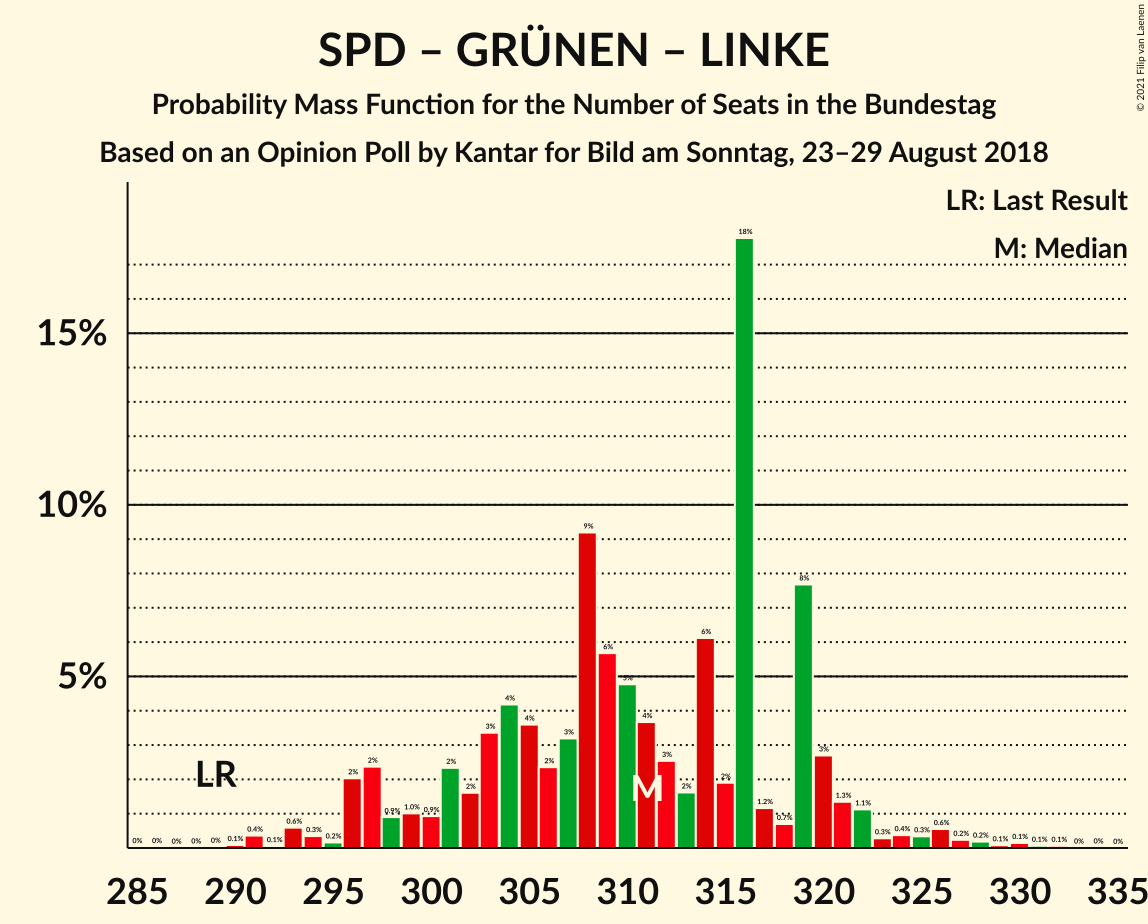 SPD – GRÜNEN – LINKE
Probability Mass Function for the Number of Seats in the Bundestag
Based on an Opinion Poll by Kantar for Bild am Sonntag, 23–29 August 2018
© 2021 Filip van Laenen
LR: Last Result
M: Median
15%
10%
5%
LR
M
0% 0% 0% 0% 0% 0.1% 0.4% 0.1% 0.6% 0.3% 0.2% 2% 2% 0.9% 1.0% 0.9% 2% 2% 3% 4% 4% 2% 3% 9% 6% 5% 4% 3% 2% 6% 2% 18% 1.2% 0.7% 8% 3% 1.3% 1.1% 0.3% 0.4% 0.3% 0.6% 0.2% 0.2% 0.1% 0.1% 0.1% 0.1% 0% 0% 0%
285 290 295 300 305 310 315 320 325 330 335